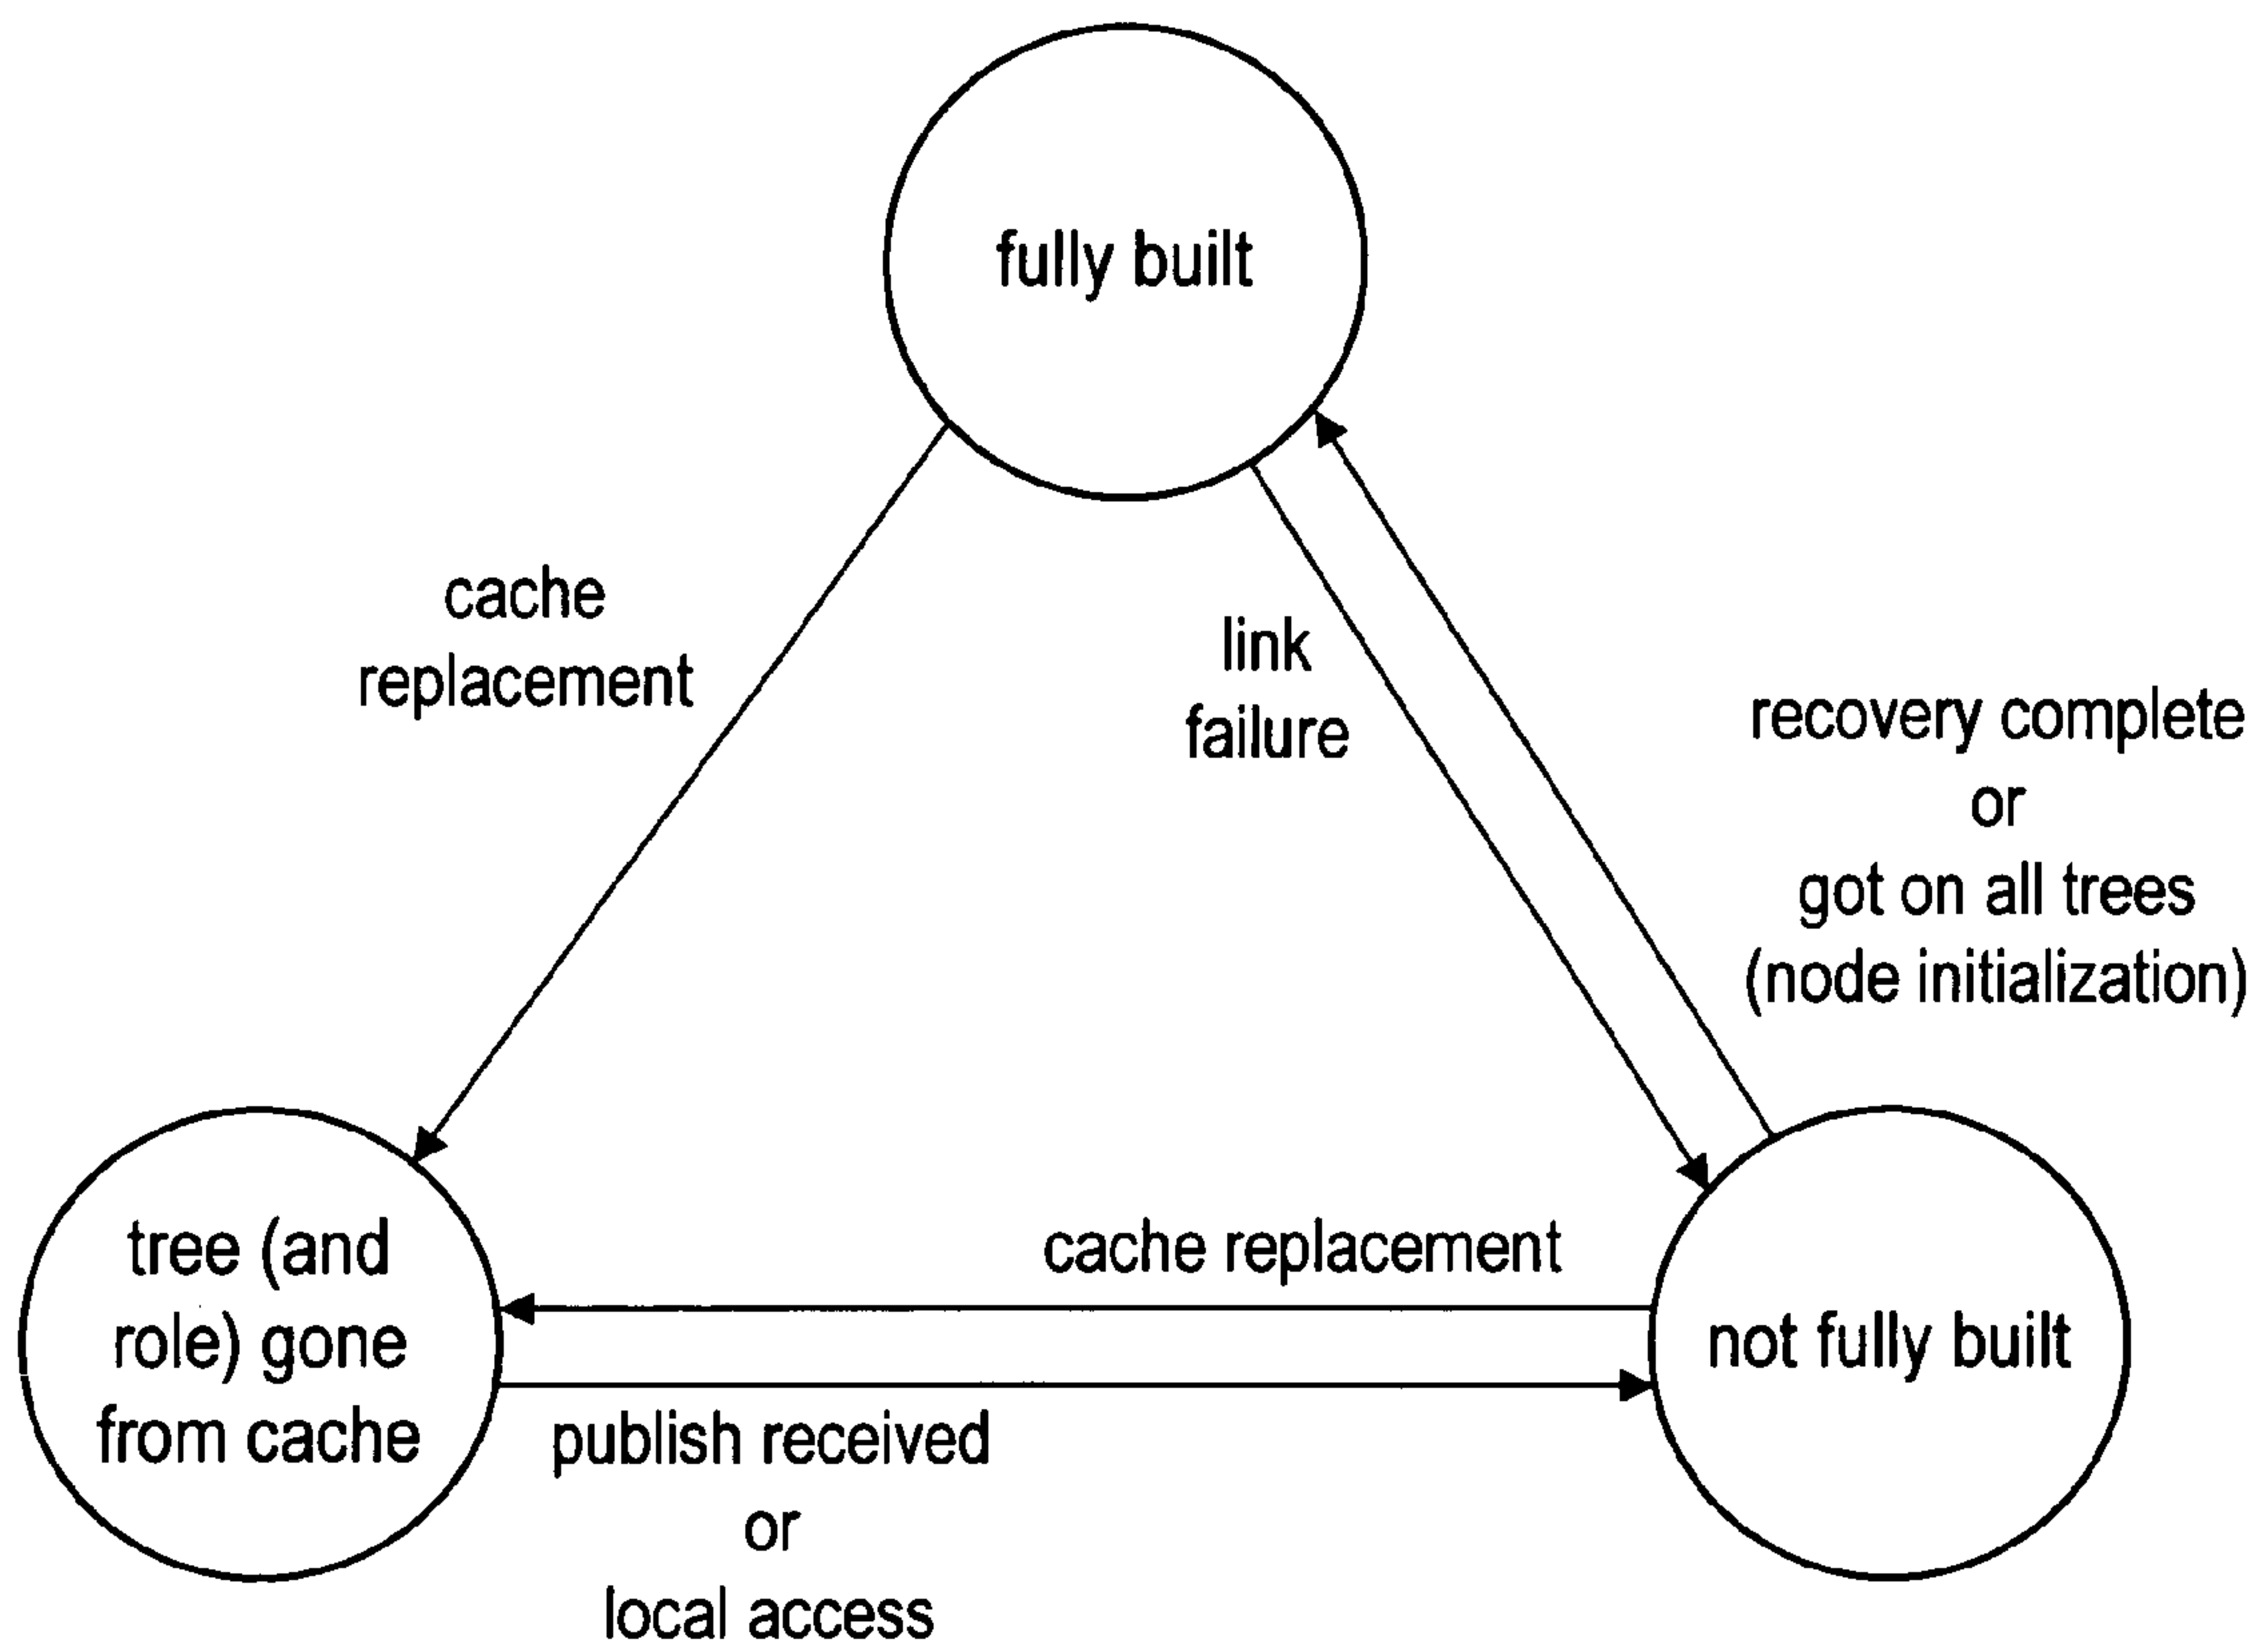 fully built
cache
replacement
link
failure
recovery complete
or
got on all trees
(node initialization)
tree (and
role) gone
from cache
cache replacement
not fully built
publish received
or
local access